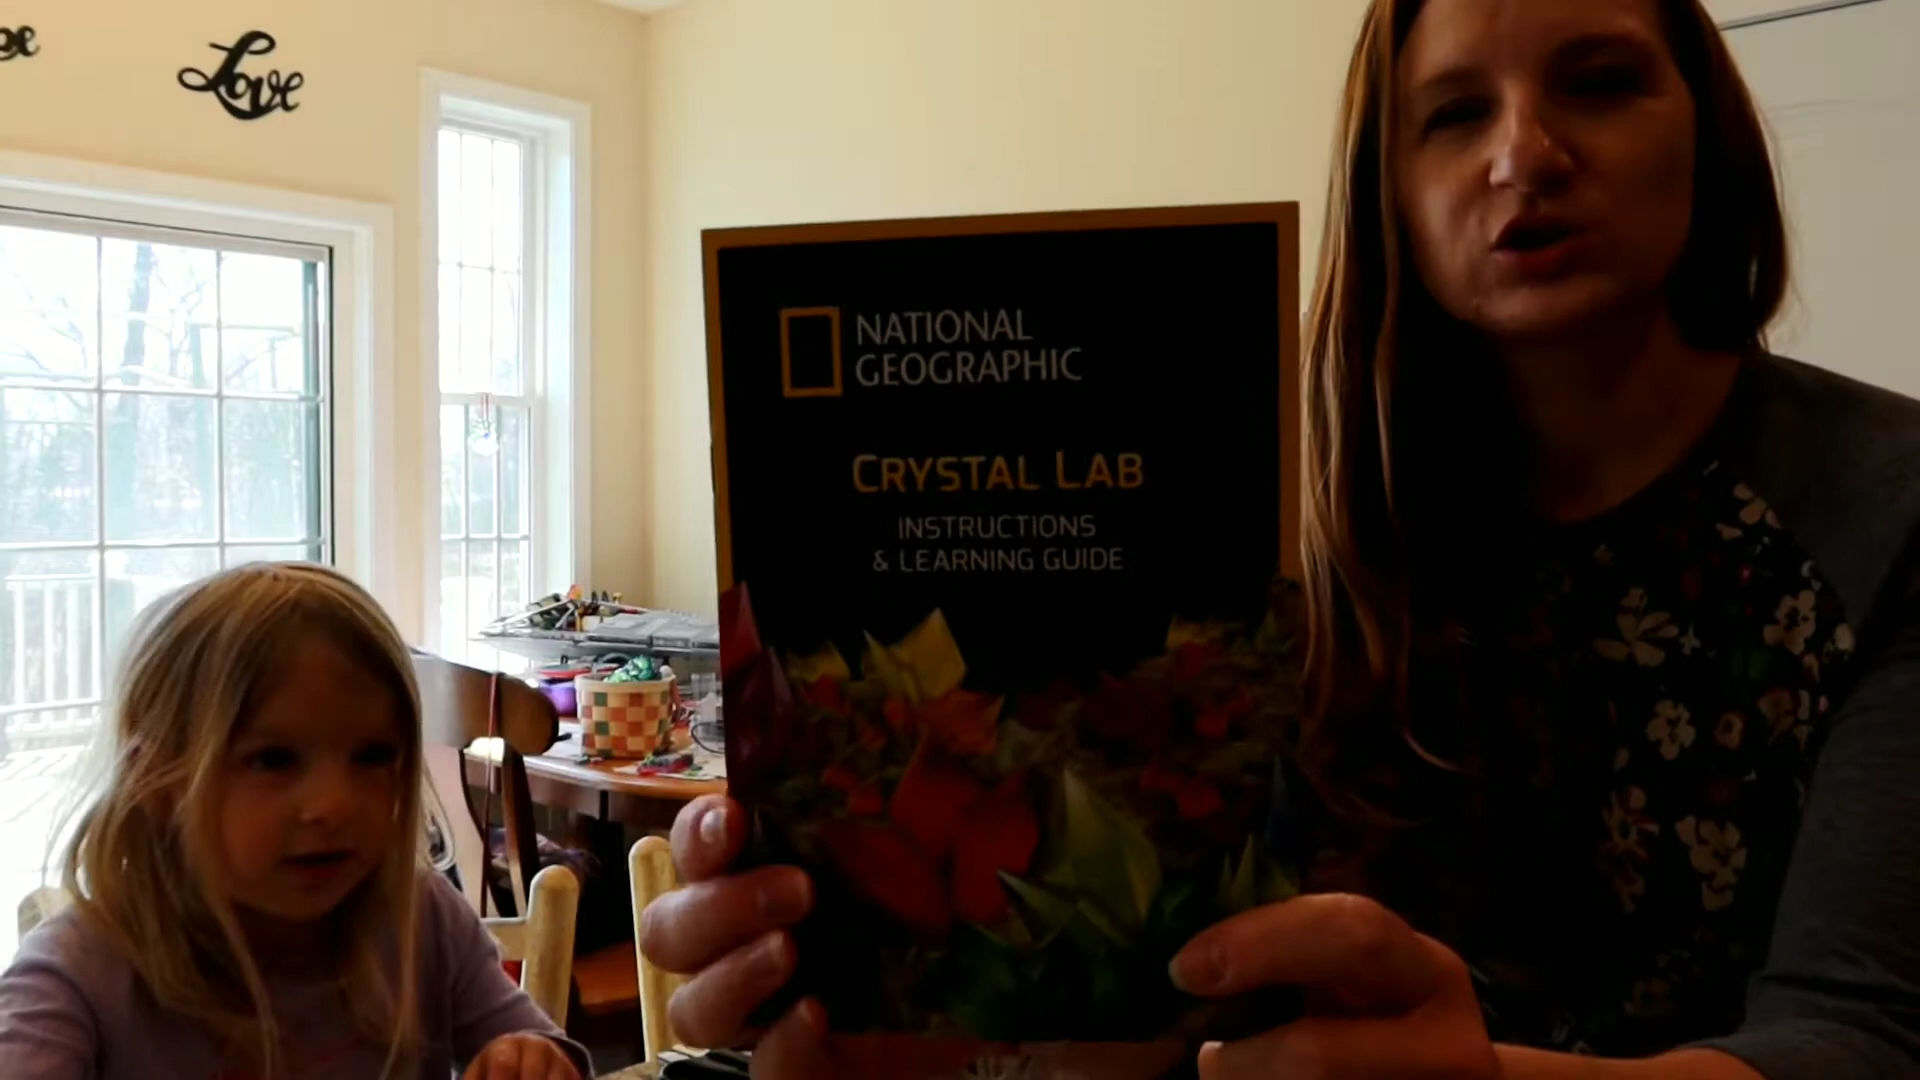 Love
NATIONAL
GEOGRAPHIC
CRYSTAL LAB
INSTRUCTIONS
& LEARNING GUIDE